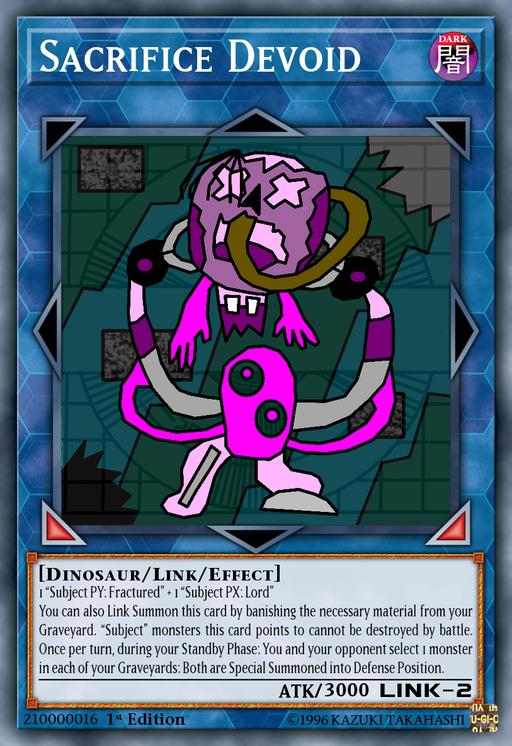 SACRIFICE DEVOID
DARK
闇
[DINOSAUR/LINK/EFFECT]
1 "Subject PY: Fractured" + 1 "Subject PX: Lord"
You can also Link Summon this card by banishing the necessary material from your
Graveyard. "Subject" monsters this card points to cannot be destroyed by battle.
Once per turn, during your Standby Phase: You and your opponent select 1 monster
in each of your Graveyards: Both are Special Summoned into Defense Position.
ATK/3000 LINK-2
210000016 1st Edition ©1996 KAZUKI TAKAHASHI